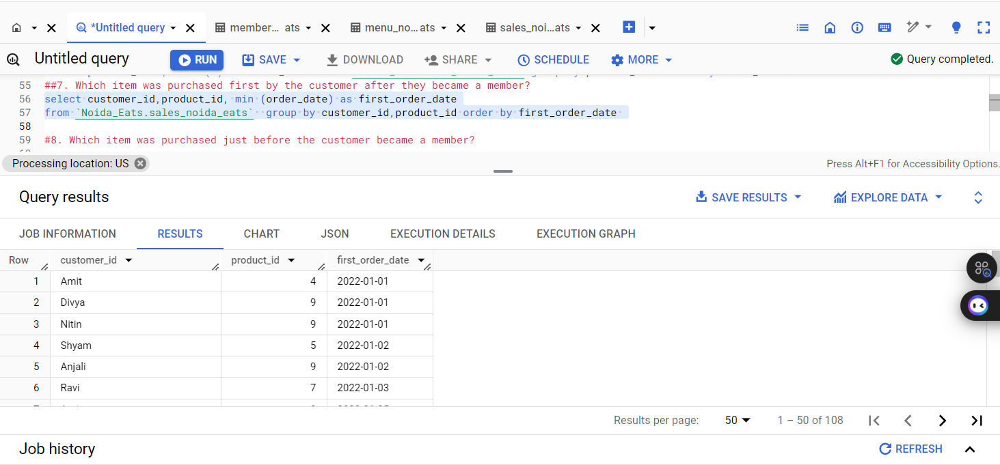 *Untitled query
member... ats
menu_no...ats
sales_noi...ats
Untitled query
RUN
SAVE
DOWNLOAD
SHARE
SCHEDULE
MORE
Query completed.
55 ##7. Which item was purchased first by the customer after they became a member?
56 select customer_id,product_id, min (order_date) as first_order_date
57 from `Noida_Eats.sales_noida_eats` group by customer_id,product_id order by first_order_date
58
59 #8. Which item was purchased just before the customer became a member?
Processing location: US
Press Alt+F1 for Accessibility Options.
Query results
SAVE RESULTS
EXPLORE DATA
JOB INFORMATION
RESULTS
CHART
JSON
EXECUTION DETAILS
EXECUTION GRAPH
Row customer_id product_id first_order_date
1 Amit 4 2022-01-01
2 Divya 9 2022-01-01
3 Nitin 9 2022-01-01
4 Shyam 5 2022-01-02
5 Anjali 9 2022-01-02
6 Ravi 7 2022-01-03
Results per page: 50 1 – 50 of 108
Job history
REFRESH